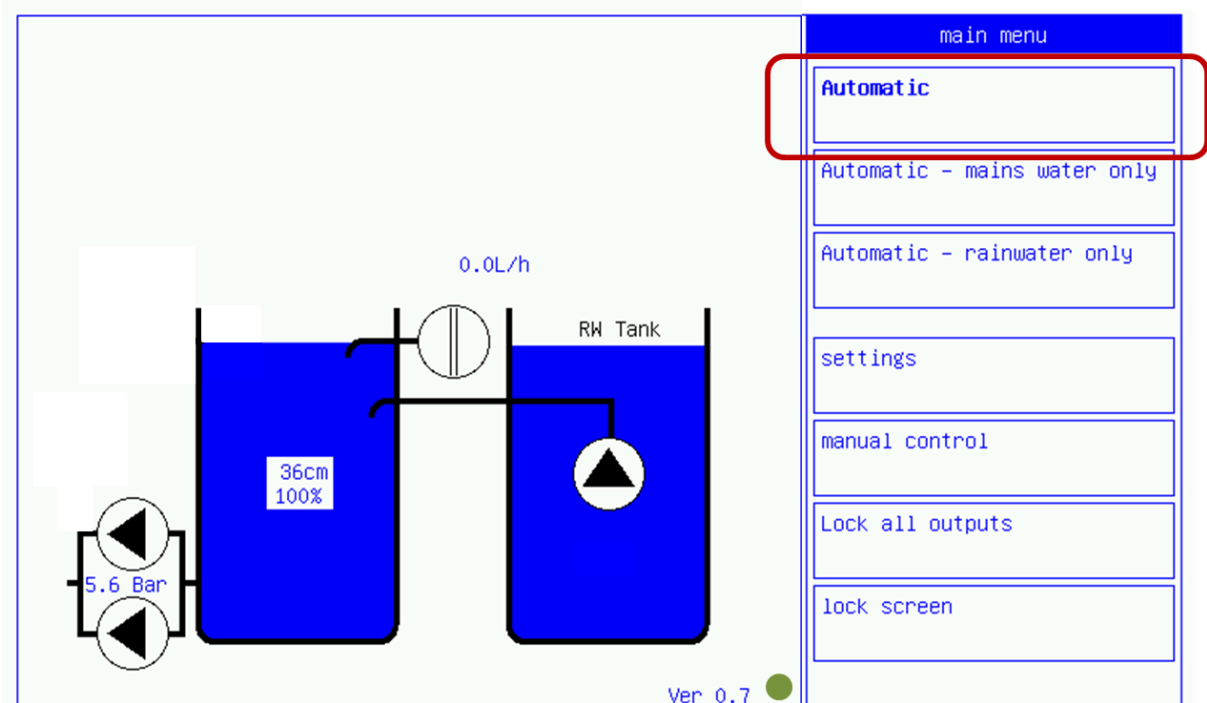 main menu
Automatic
Automatic – mains water only
Automatic – rainwater only
settings
manual control
Lock all outputs
lock screen
0.0L/h
RW Tank
36cm
100%
5.6 Bar
Ver 0.7